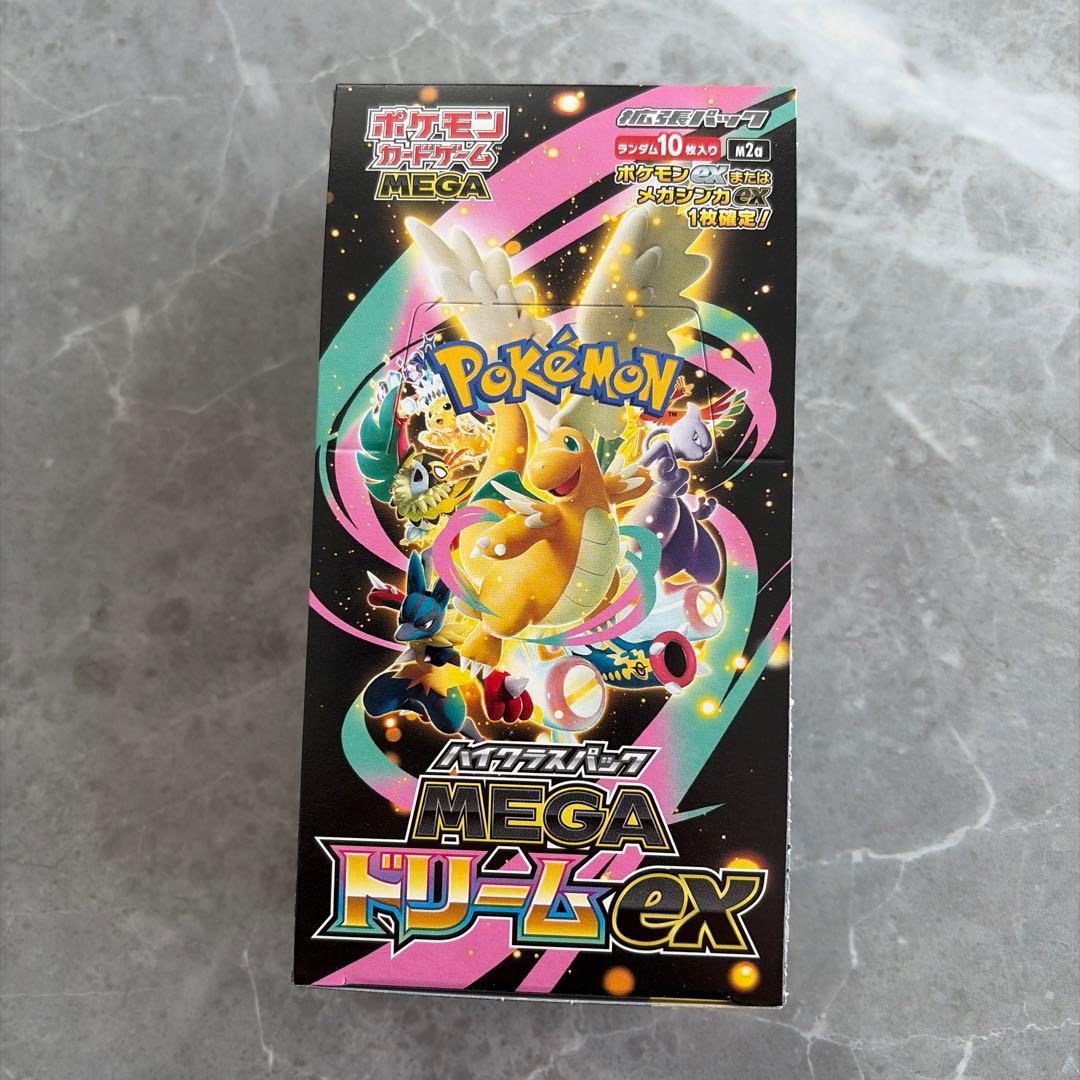 ポケモン
カードゲーム™
MEGA
拡張パック
ランダム10枚入り M2a
ポケモンexまたは
メガシンカex
1枚確定!
POKéMON™
ハイクラスパック
MEGA
ドリームex